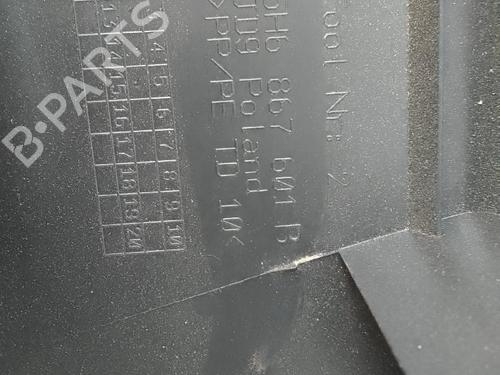 ool Nr: 2
6H6 867 601 B
JJ9 Poland
>PP/PE TD 10<
4 5 6 7 8 9 10
13 14 15 16 17 18 19 20
B-PARTS